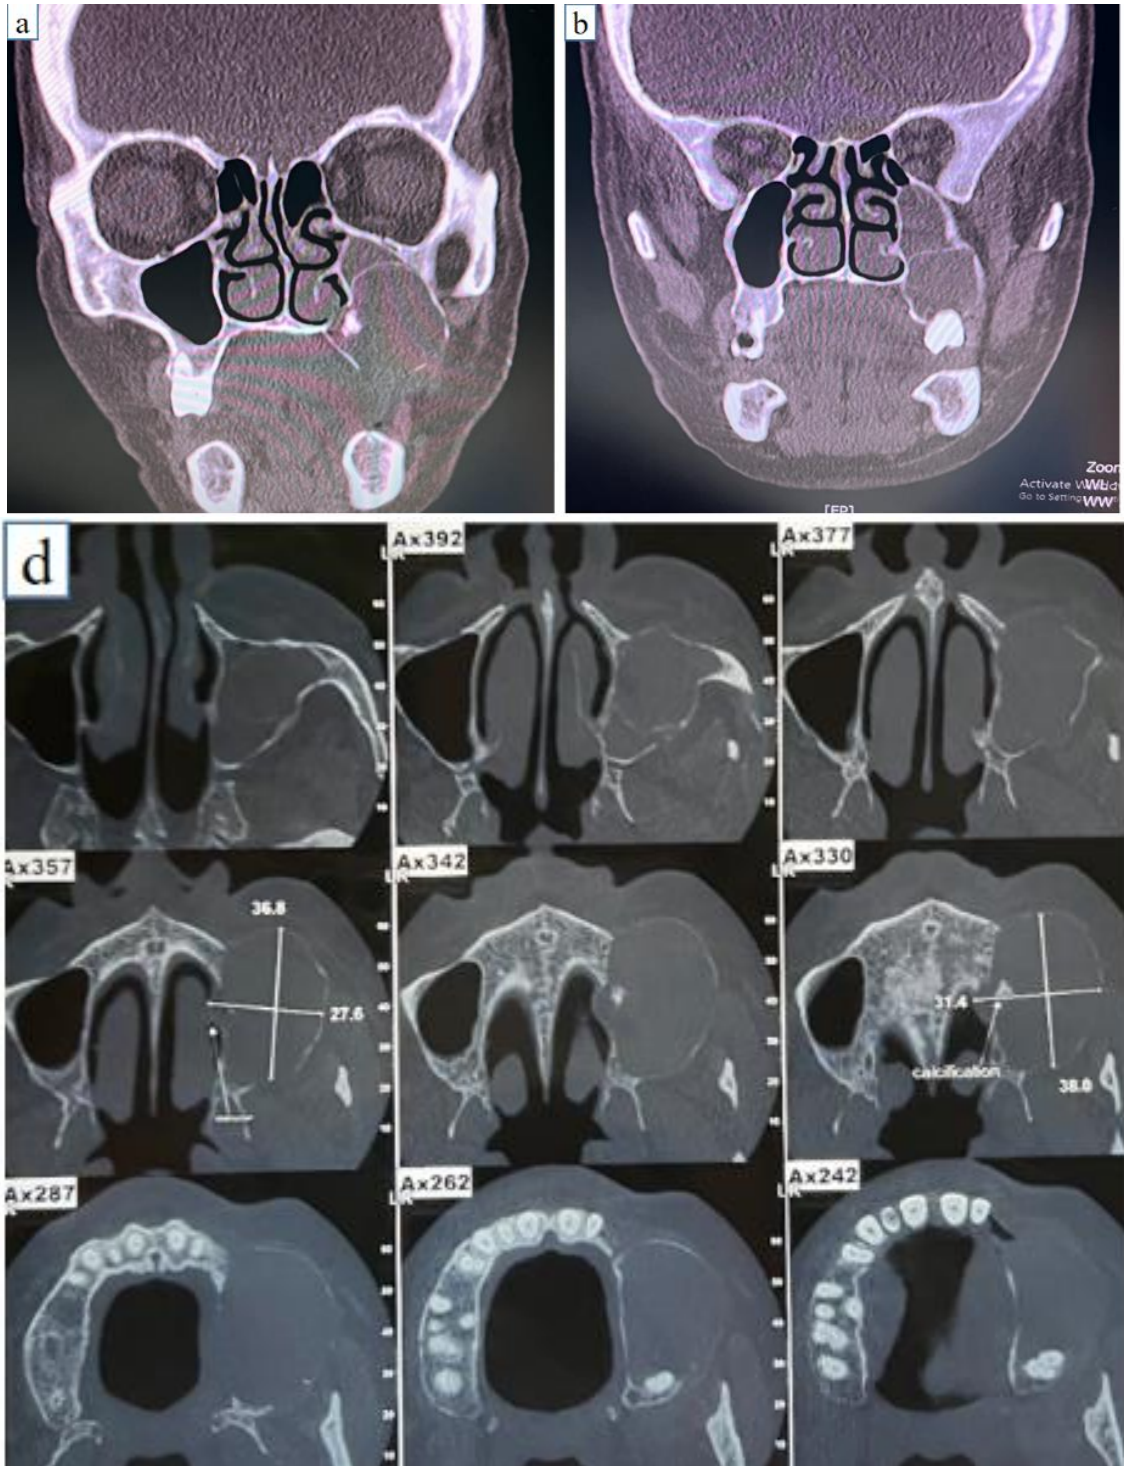 a
b
Zoom
WL
Activate W
Go to Setting
WW
[FP]
d
Ax392
Ax377
Ax357
Ax342
Ax330
36.8
27.6
31.4
calcification
38.0
Ax287
Ax262
Ax242